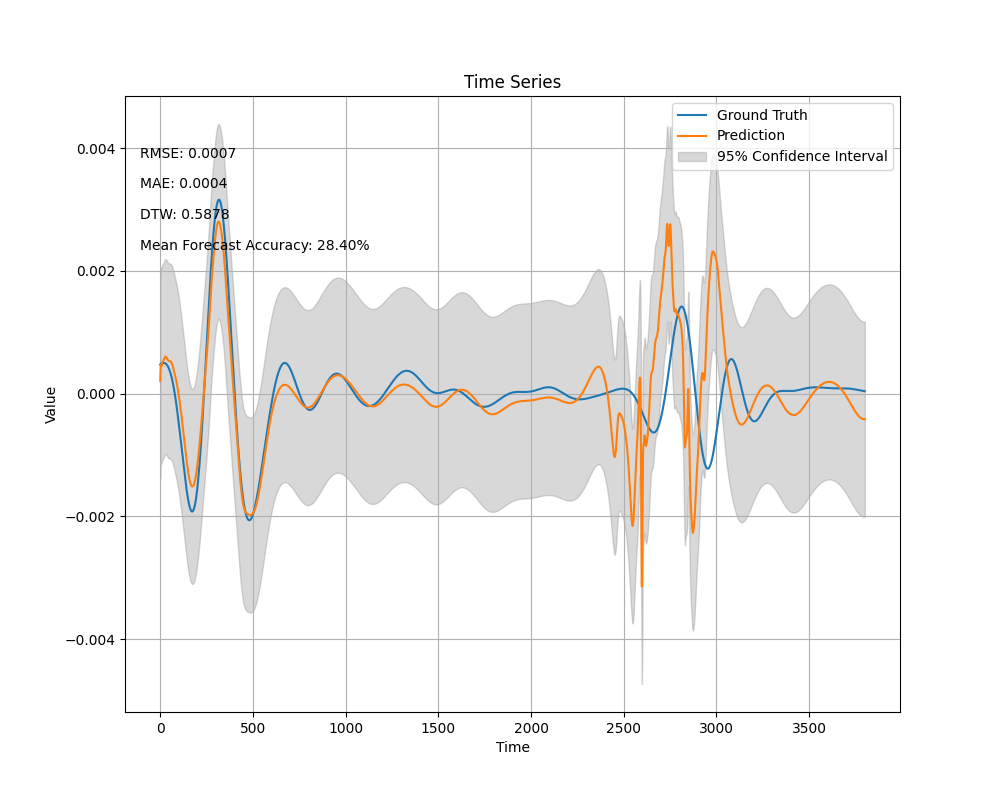 Time Series
Ground Truth
Prediction
95% Confidence Interval
RMSE: 0.0007
MAE: 0.0004
DTW: 0.5878
Mean Forecast Accuracy: 28.40%
0.004
0.002
0.000
−0.002
−0.004
Value
0 500 1000 1500 2000 2500 3000 3500
Time